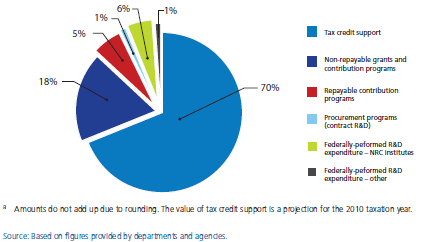 6%
1%
1%
5%
18%
70%
Tax credit support
Non-repayable grants and
contribution programs
Repayable contribution
programs
Procurement programs
(contract R&D)
Federally-peformed R&D
expenditure – NRC institutes
Federally-peformed R&D
expenditure – other
a Amounts do not add up due to rounding. The value of tax credit support is a projection for the 2010 taxation year.
Source: Based on figures provided by departments and agencies.